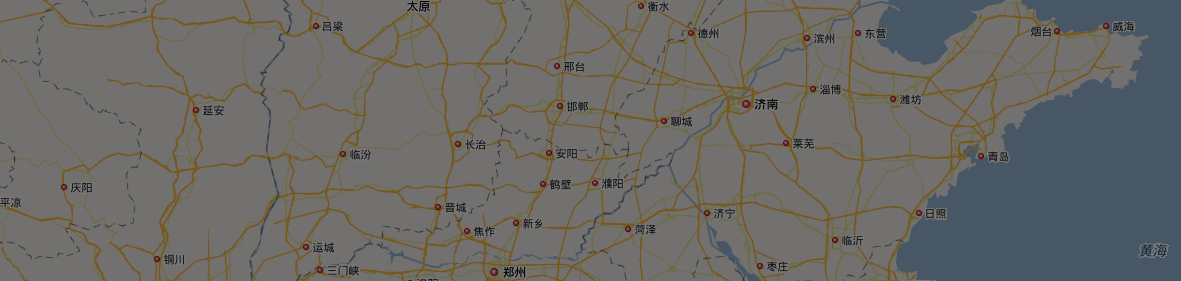 太原
衡水
吕梁
德州
滨州
东营
烟台
威海
邢台
延安
邯郸
济南
淄博
潍坊
聊城
临汾
长治
安阳
莱芜
青岛
庆阳
鹤壁
濮阳
平凉
晋城
济宁
日照
焦作
新乡
菏泽
临沂
运城
黄海
铜川
三门峡
郑州
枣庄